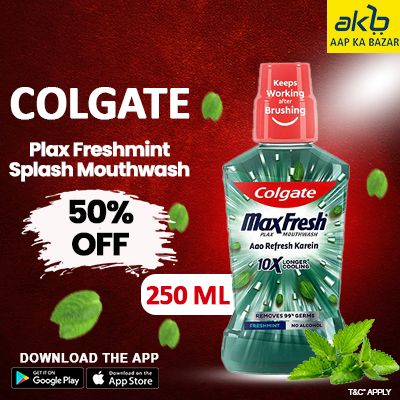 akb
AAP KA BAZAR
COLGATE
Plax Freshmint
Splash Mouthwash
50%
OFF
250 ML
Keeps
Working
after
Brushing
Colgate
MaxFresh
PLAX MOUTHWASH
Aao Refresh Karein
10X LONGER COOLING
REMOVES 99% GERMS
FRESHMINT NO ALCOHOL
DOWNLOAD THE APP
GET IT ON
Google Play
Download on the
App Store
T&C* APPLY